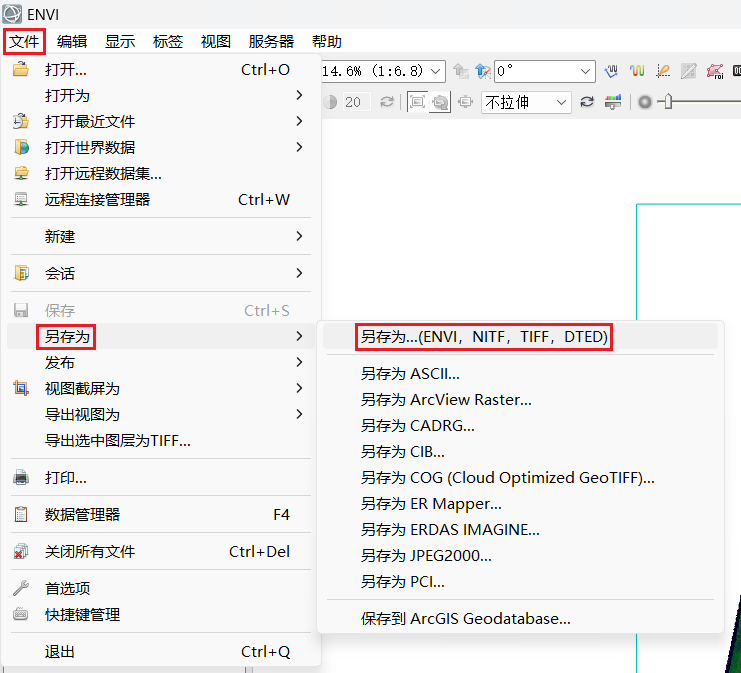 ENVI
文件 编辑 显示 标签 视图 服务器 帮助
打开... Ctrl+O
14.6% (1:6.8) 0°
打开为
20 不拉伸
打开最近文件
打开世界数据
打开远程数据集...
远程连接管理器 Ctrl+W
新建
会话
保存 Ctrl+S
另存为
发布
视图截屏为
导出视图为
导出选中图层为TIFF...
打印...
数据管理器 F4
关闭所有文件 Ctrl+Del
首选项
快捷键管理
退出 Ctrl+Q
另存为...(ENVI，NITF，TIFF，DTED)
另存为 ASCII...
另存为 ArcView Raster...
另存为 CADRG...
另存为 CIB...
另存为 COG (Cloud Optimized GeoTIFF)...
另存为 ER Mapper...
另存为 ERDAS IMAGINE...
另存为 JPEG2000...
另存为 PCI...
保存到 ArcGIS Geodatabase...